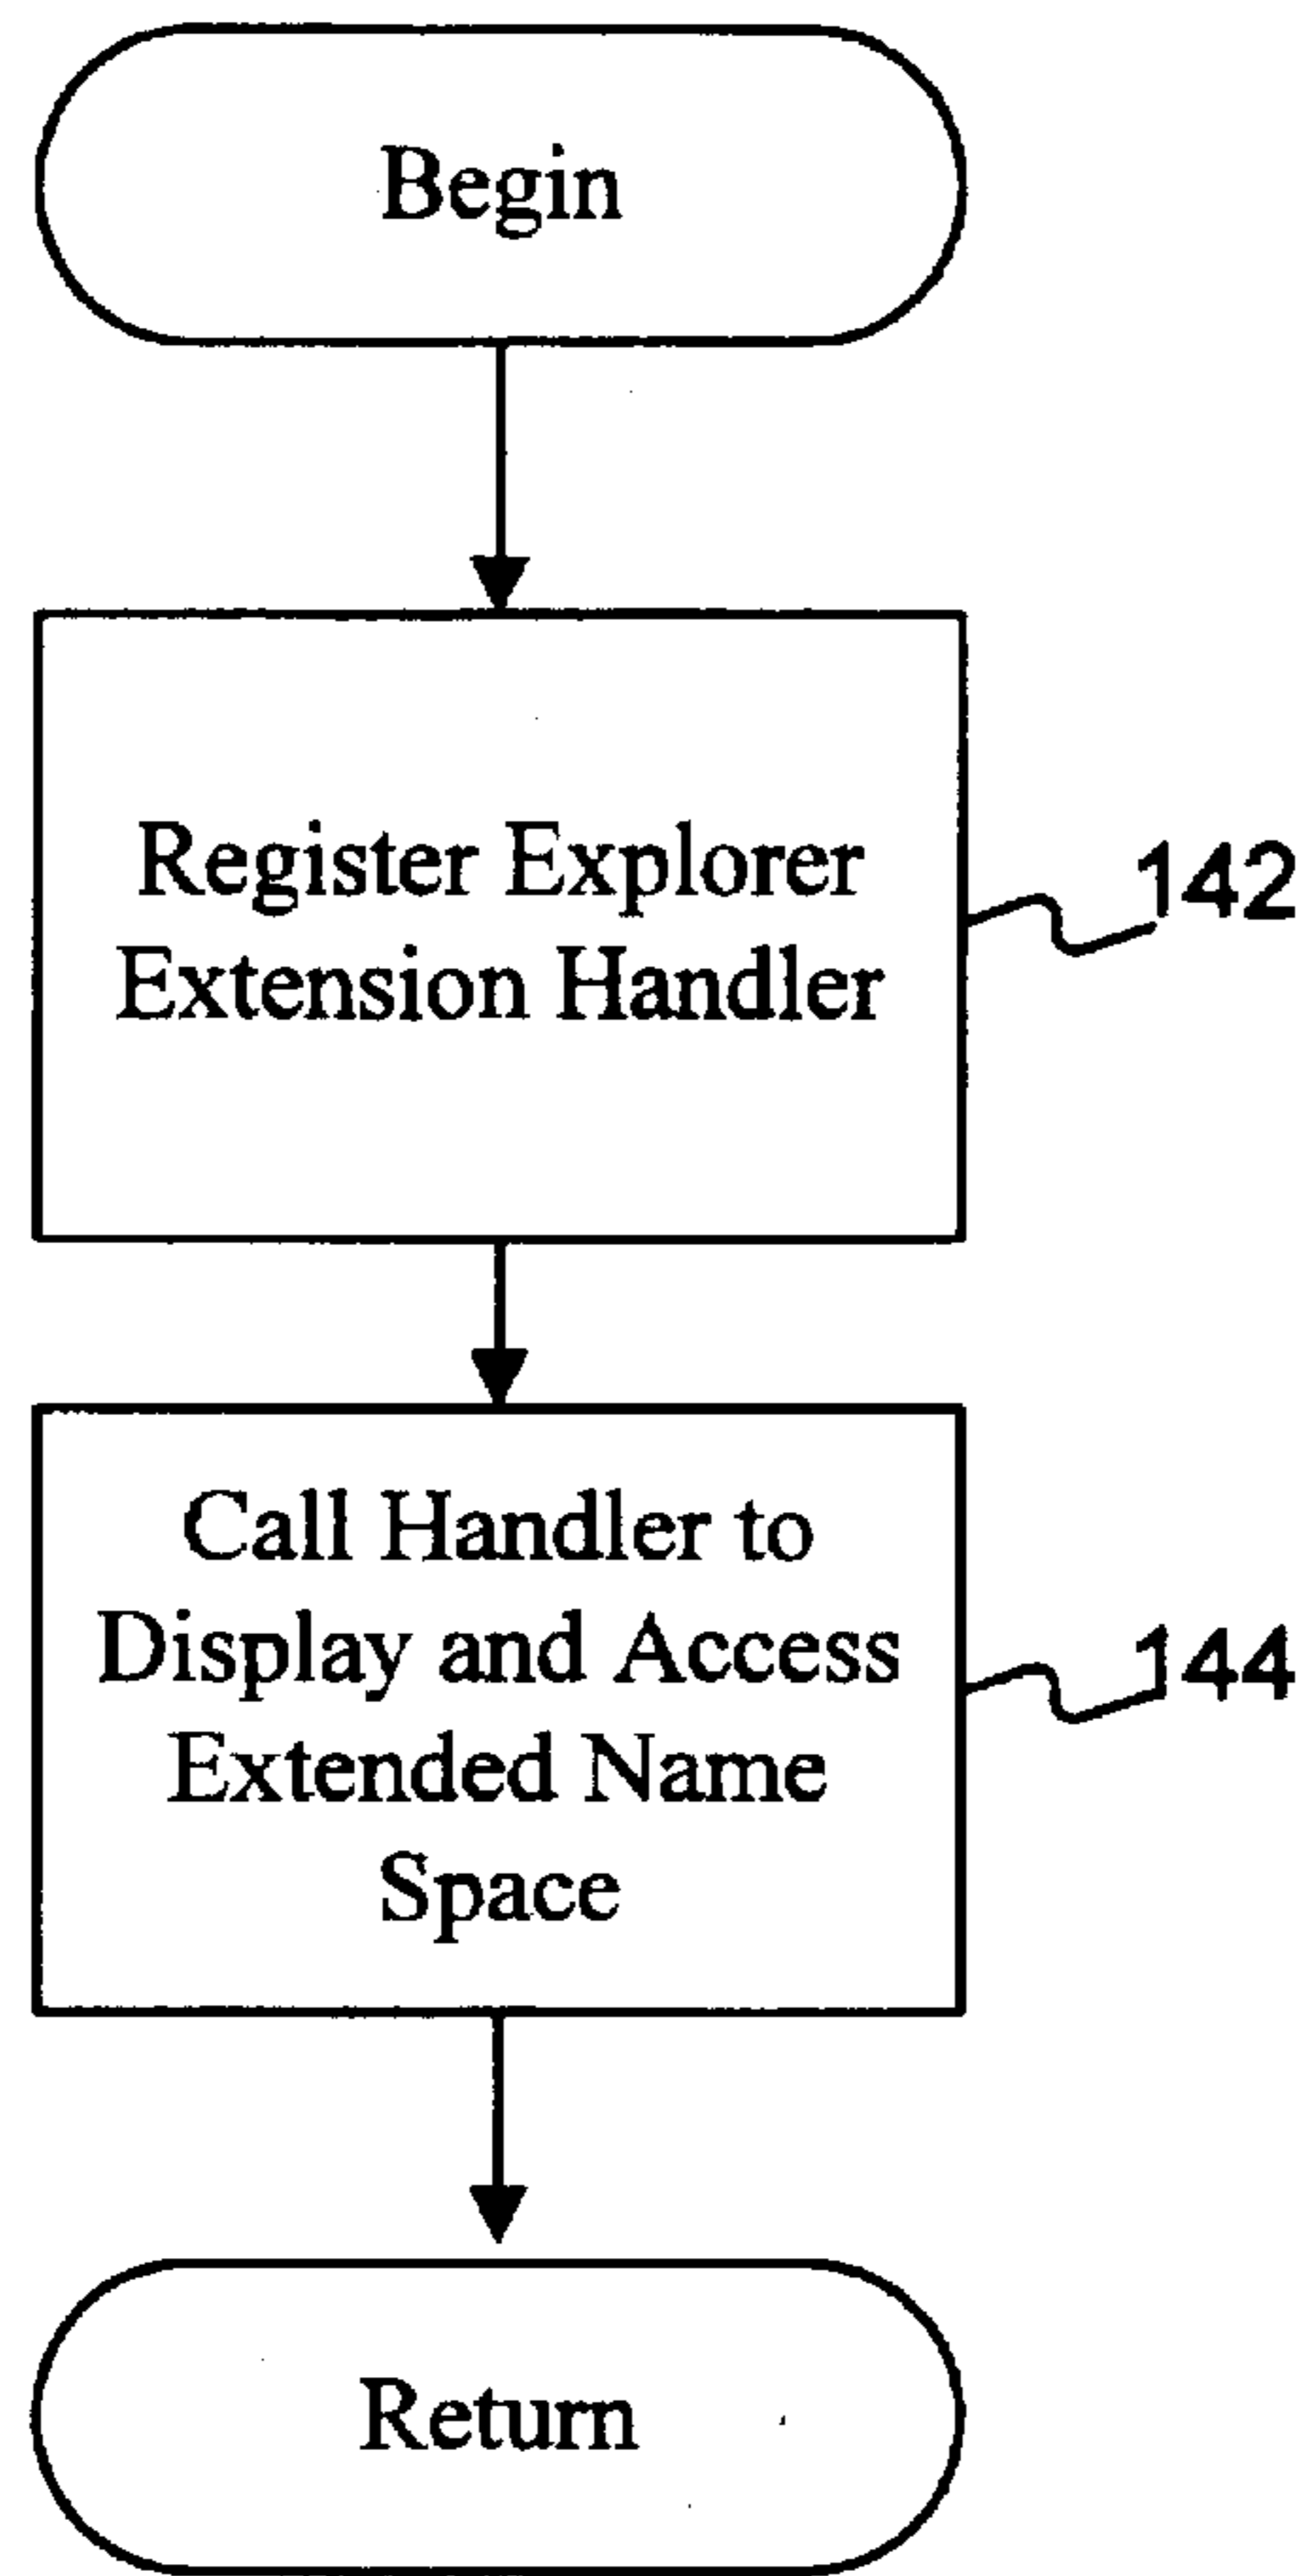 Begin
Register Explorer
Extension Handler
142
Call Handler to
Display and Access
Extended Name
Space
144
Return